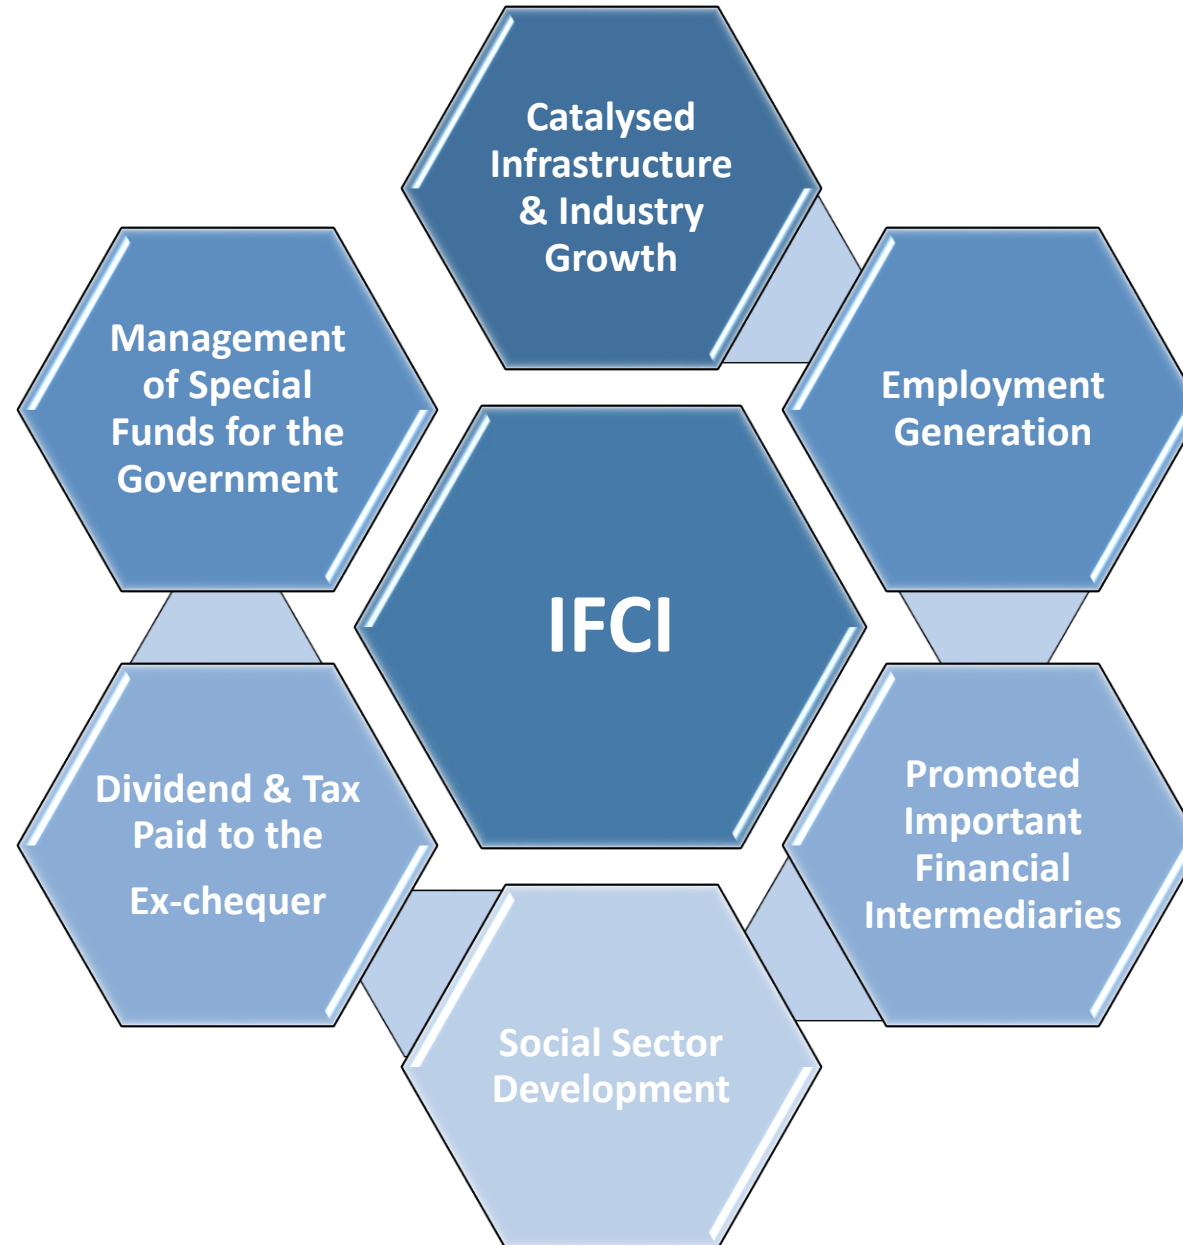 Catalysed
Infrastructure
& Industry
Growth
Employment
Generation
Promoted
Important
Financial
Intermediaries
Social Sector
Development
Dividend & Tax
Paid to the
Ex-chequer
Management
of Special
Funds for the
Government
IFCI